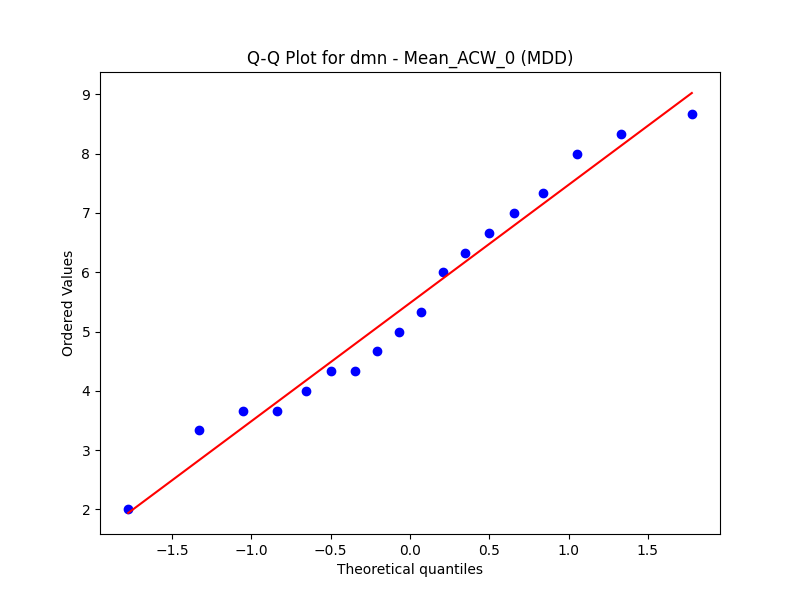 Q-Q Plot for dmn - Mean_ACW_0 (MDD)
Ordered Values
9
8
7
6
5
4
3
2
−1.5 −1.0 −0.5 0.0 0.5 1.0 1.5
Theoretical quantiles